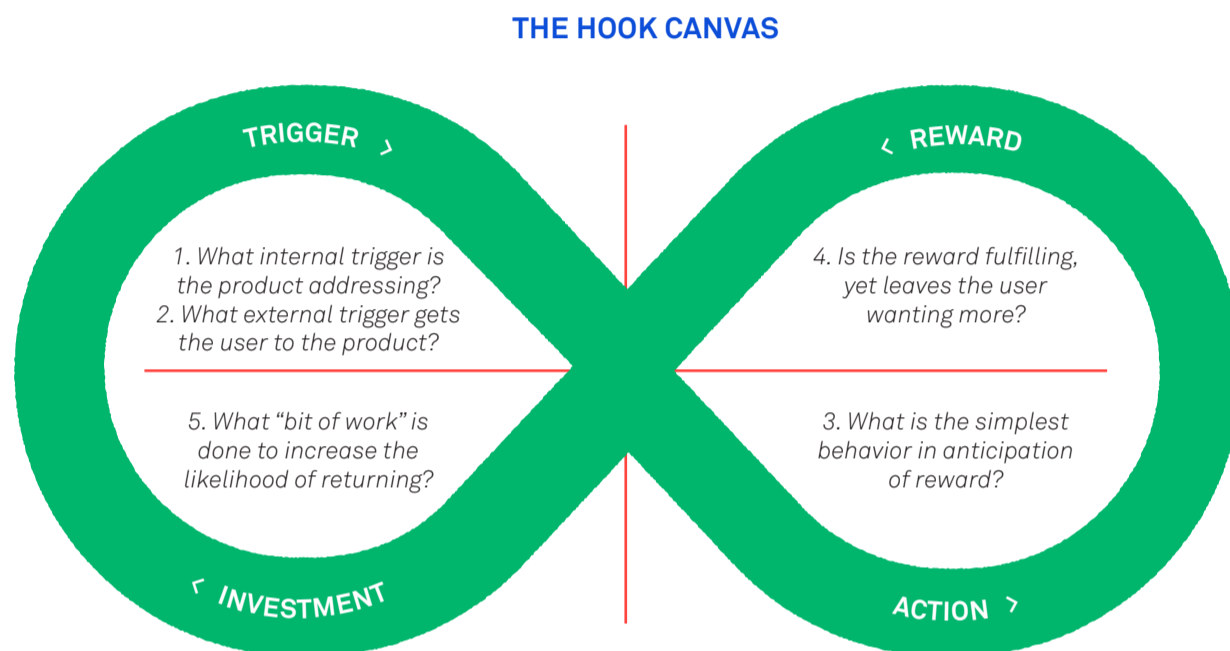 THE HOOK CANVAS
TRIGGER >
1. What internal trigger is
the product addressing?
2. What external trigger gets
the user to the product?
< REWARD
4. Is the reward fulfilling,
yet leaves the user
wanting more?
5. What “bit of work” is
done to increase the
likelihood of returning?
< INVESTMENT
3. What is the simplest
behavior in anticipation
of reward?
ACTION >